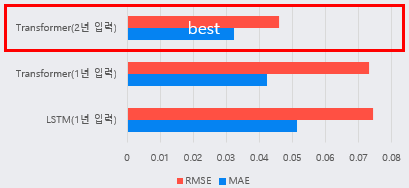 Transformer(2년 입력)
best
Transformer(1년 입력)
LSTM(1년 입력)
0 0.01 0.02 0.03 0.04 0.05 0.06 0.07 0.08
RMSE MAE